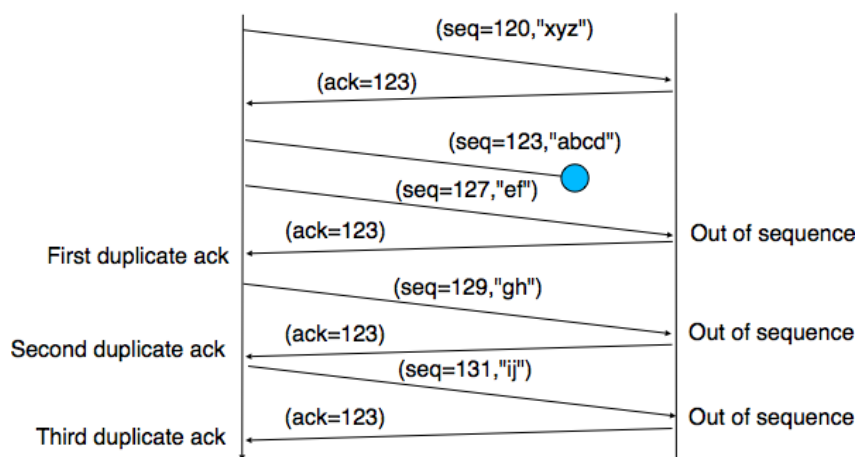 (seq=120,"xyz")
(ack=123)
(seq=123,"abcd")
(seq=127,"ef")
(ack=123)
Out of sequence
First duplicate ack
(seq=129,"gh")
(ack=123)
Out of sequence
Second duplicate ack
(seq=131,"ij")
(ack=123)
Out of sequence
Third duplicate ack